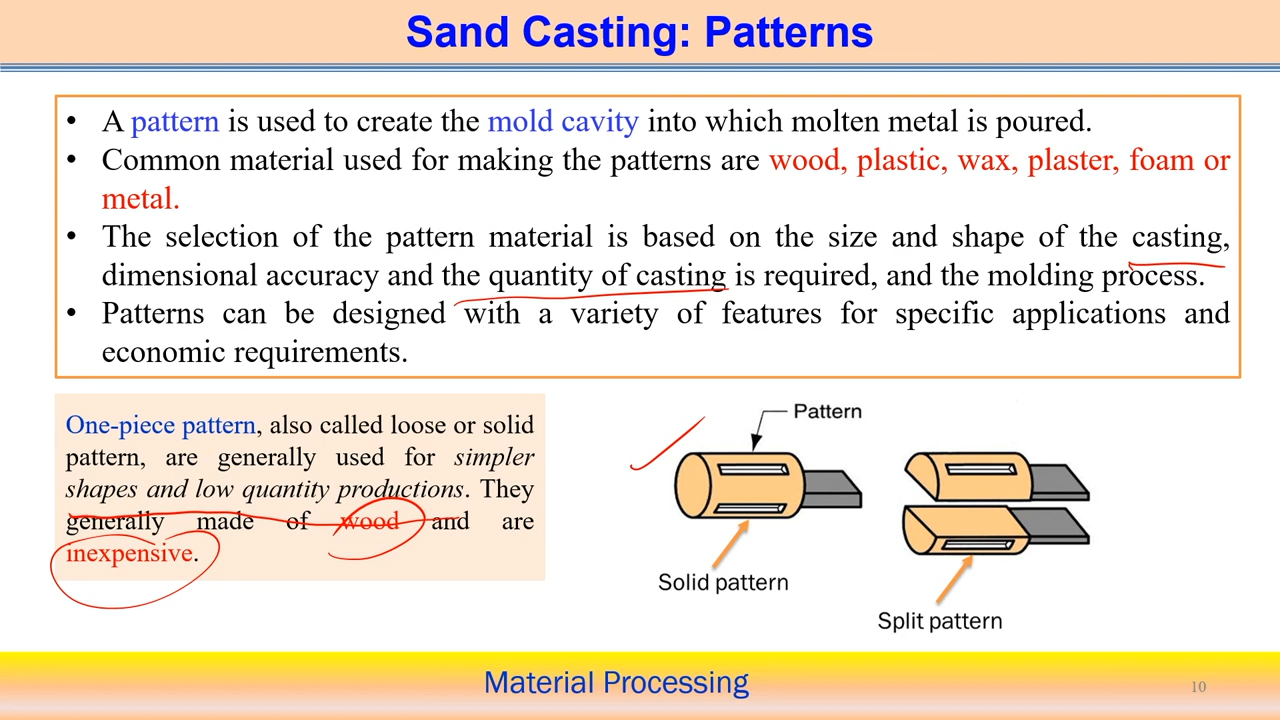 Sand Casting: Patterns
• A pattern is used to create the mold cavity into which molten metal is poured.
• Common material used for making the patterns are wood, plastic, wax, plaster, foam or
metal.
• The selection of the pattern material is based on the size and shape of the casting,
dimensional accuracy and the quantity of casting is required, and the molding process.
• Patterns can be designed with a variety of features for specific applications and
economic requirements.
One-piece pattern, also called loose or solid
pattern, are generally used for simpler
shapes and low quantity productions. They
generally made of wood and are
inexpensive.
Pattern
Solid pattern
Split pattern
Material Processing
10